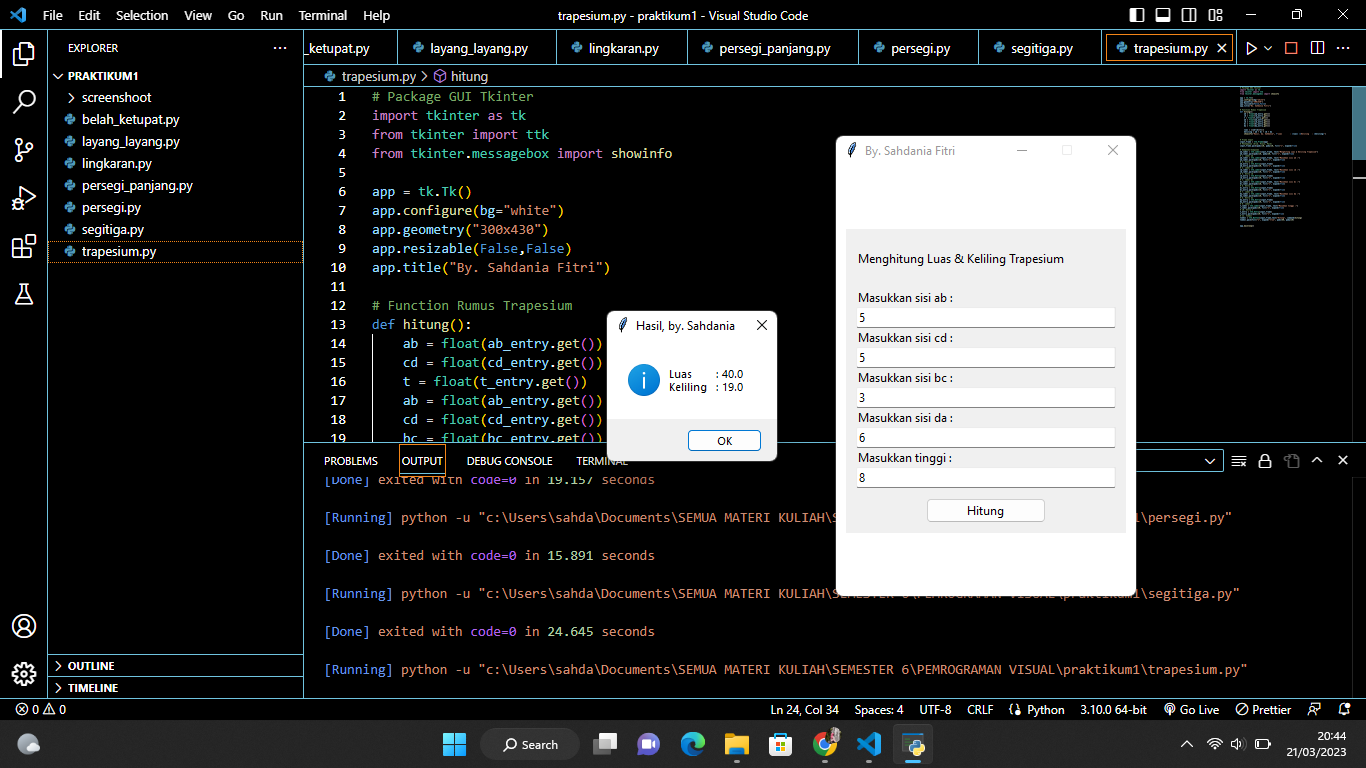 File Edit Selection View Go Run Terminal Help
trapesium.py - praktikum1 - Visual Studio Code
EXPLORER
PRAKTIKUM1
screenshoot
belah_ketupat.py
layang_layang.py
lingkaran.py
persegi_panjang.py
persegi.py
segitiga.py
trapesium.py
OUTLINE
TIMELINE
_ketupat.py layang_layang.py lingkaran.py persegi_panjang.py persegi.py segitiga.py trapesium.py
trapesium.py > hitung
1 # Package GUI Tkinter
2 import tkinter as tk
3 from tkinter import ttk
4 from tkinter.messagebox import showinfo
5
6 app = tk.Tk()
7 app.configure(bg="white")
8 app.geometry("300x430")
9 app.resizable(False,False)
10 app.title("By. Sahdania Fitri")
11
12 # Function Rumus Trapesium
13 def hitung():
14 ab = float(ab_entry.get())
15 cd = float(cd_entry.get())
16 t = float(t_entry.get())
17 ab = float(ab_entry.get())
18 cd = float(cd_entry.get())
19 bc = float(bc_entry.get())
Hasil, by. Sahdania
Luas : 40.0
Keliling : 19.0
OK
By. Sahdania Fitri
Menghitung Luas & Keliling Trapesium
Masukkan sisi ab :
5
Masukkan sisi cd :
5
Masukkan sisi bc :
3
Masukkan sisi da :
6
Masukkan tinggi :
8
Hitung
PROBLEMS OUTPUT DEBUG CONSOLE TERMINAL
[Done] exited with code=0 in 19.157 seconds
[Running] python -u "c:\Users\sahda\Documents\SEMUA MATERI KULIAH\S 1\persegi.py"
[Done] exited with code=0 in 15.891 seconds
[Running] python -u "c:\Users\sahda\Documents\SEMUA MATERI KULIAH\SEMESTER 6\PEMROGRAMAN VISUAL\praktikum1\segitiga.py"
[Done] exited with code=0 in 24.645 seconds
[Running] python -u "c:\Users\sahda\Documents\SEMUA MATERI KULIAH\SEMESTER 6\PEMROGRAMAN VISUAL\praktikum1\trapesium.py"
0 0 Ln 24, Col 34 Spaces: 4 UTF-8 CRLF Python 3.10.0 64-bit Go Live Prettier
Search
20:44
21/03/2023